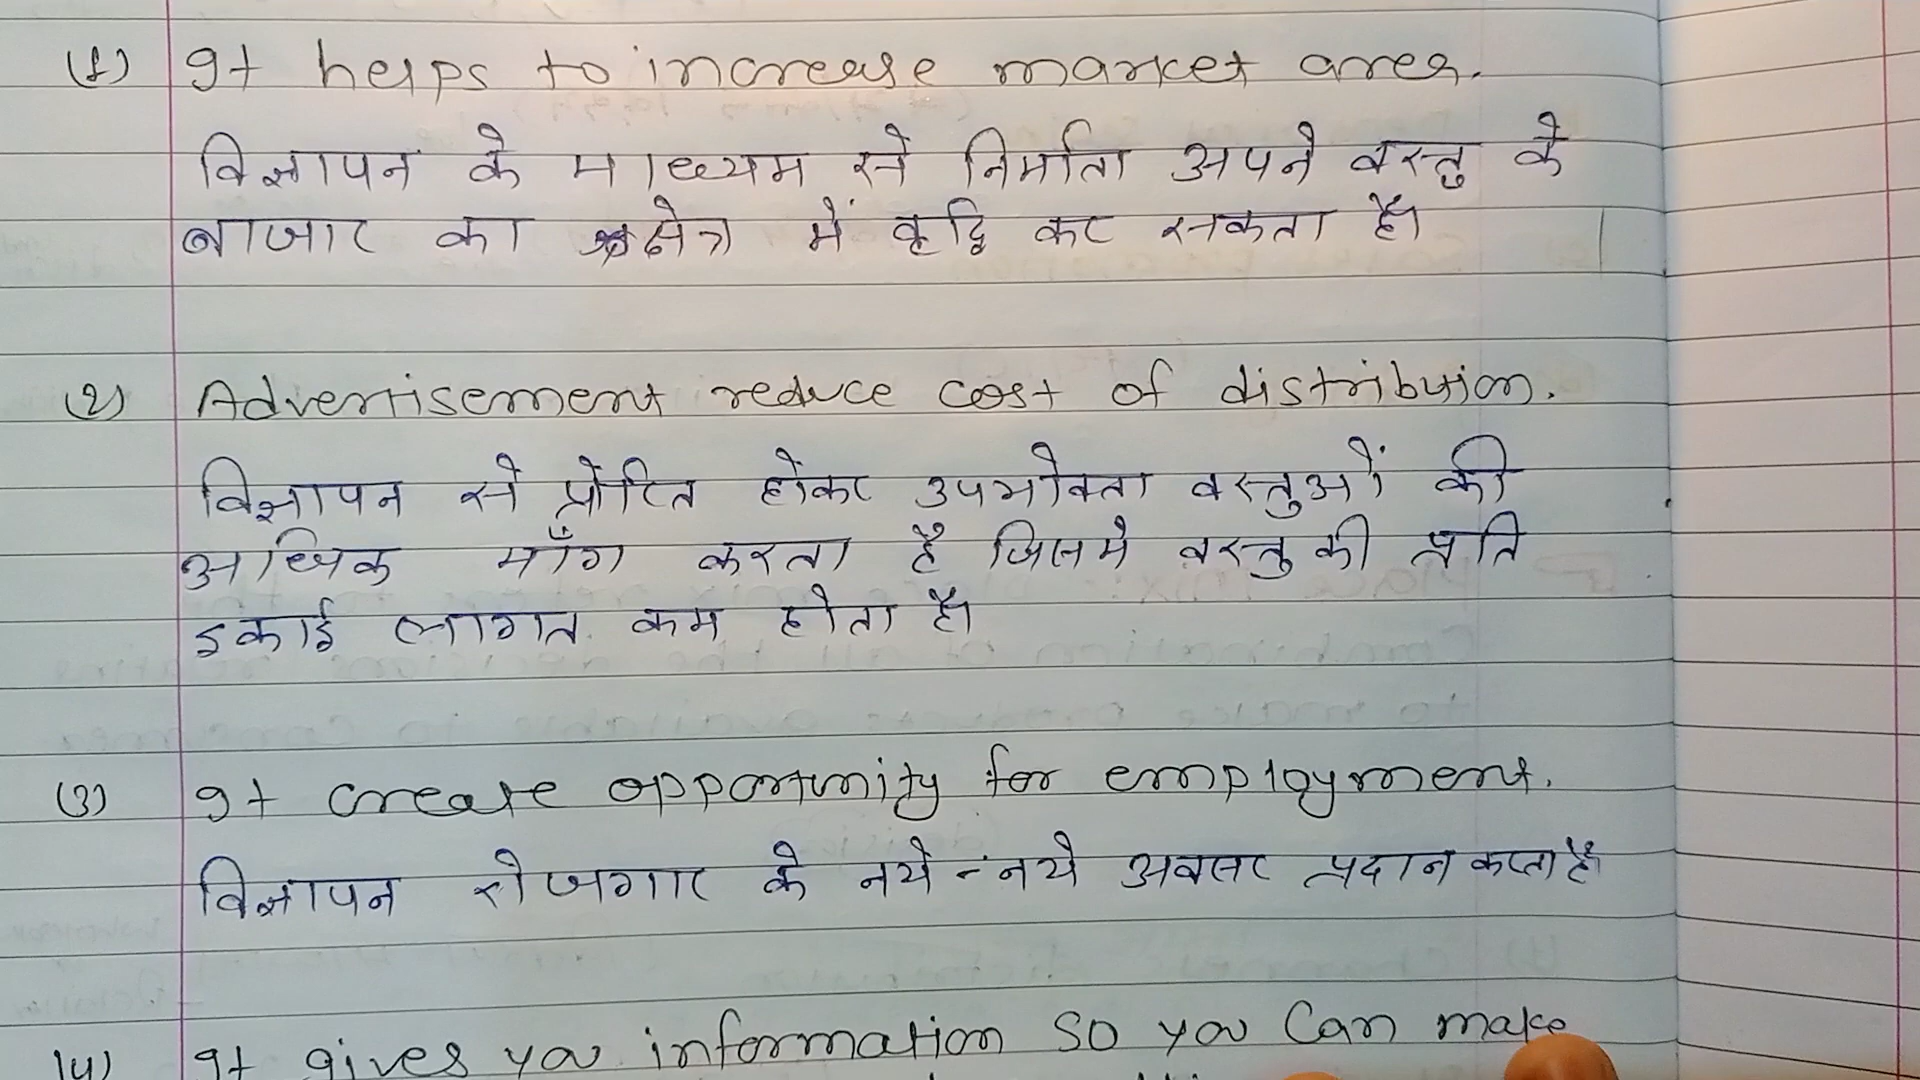 (1) It helps to increase market area.
विज्ञापन के माध्यम से निर्माता अपने वस्तु के
बाजार का क्षेत्र में वृद्धि कर सकता है।
(2) Advertisement reduce cost of distribution.
विज्ञापन से प्रेरित होकर उपभोक्ता वस्तुओं की
अधिक माँग करता है जिसमे वस्तु की प्रति
इकाई लागत कम होता है।
(3) It create opportunity for employment.
विज्ञापन रोजगार के नये-नये अवसर प्रदान करता है
(4) It gives you information so you can make